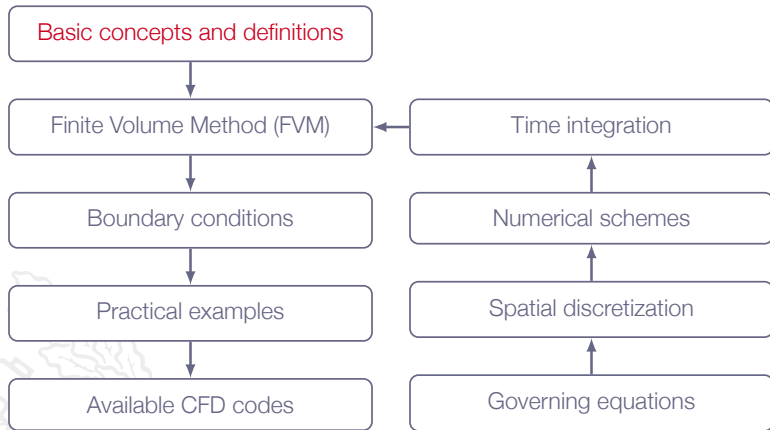 Basic concepts and definitions
Finite Volume Method (FVM)
Time integration
Boundary conditions
Numerical schemes
Practical examples
Spatial discretization
Available CFD codes
Governing equations